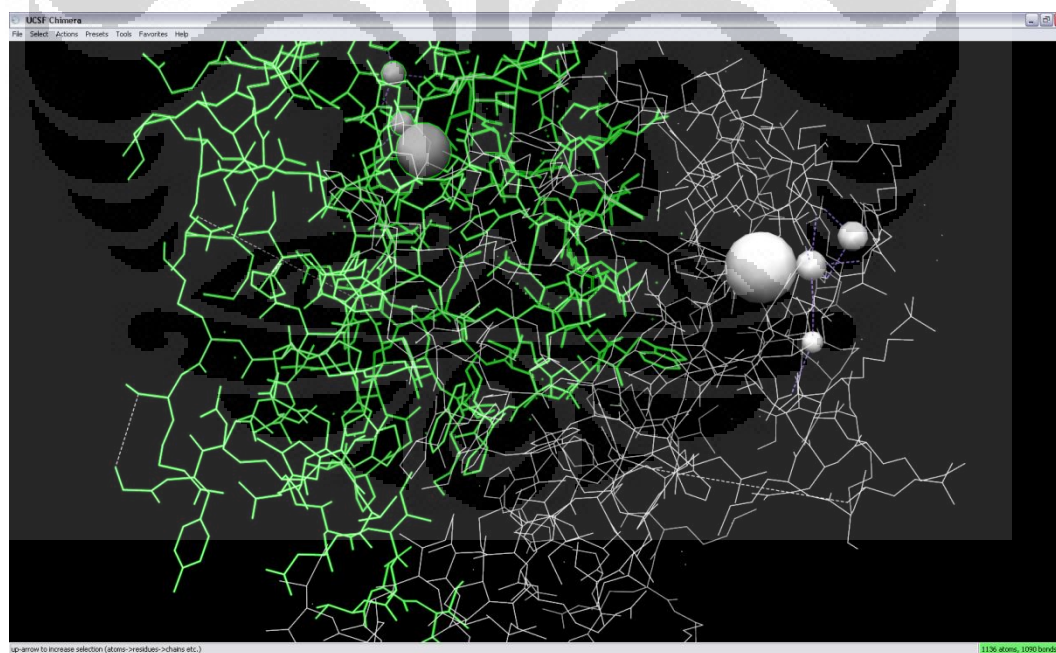 UCSF Chimera
File Select Actions Presets Tools Favorites Help
up-arrow to increase selection (atoms->residues->chains etc.)
1136 atoms, 1090 bonds